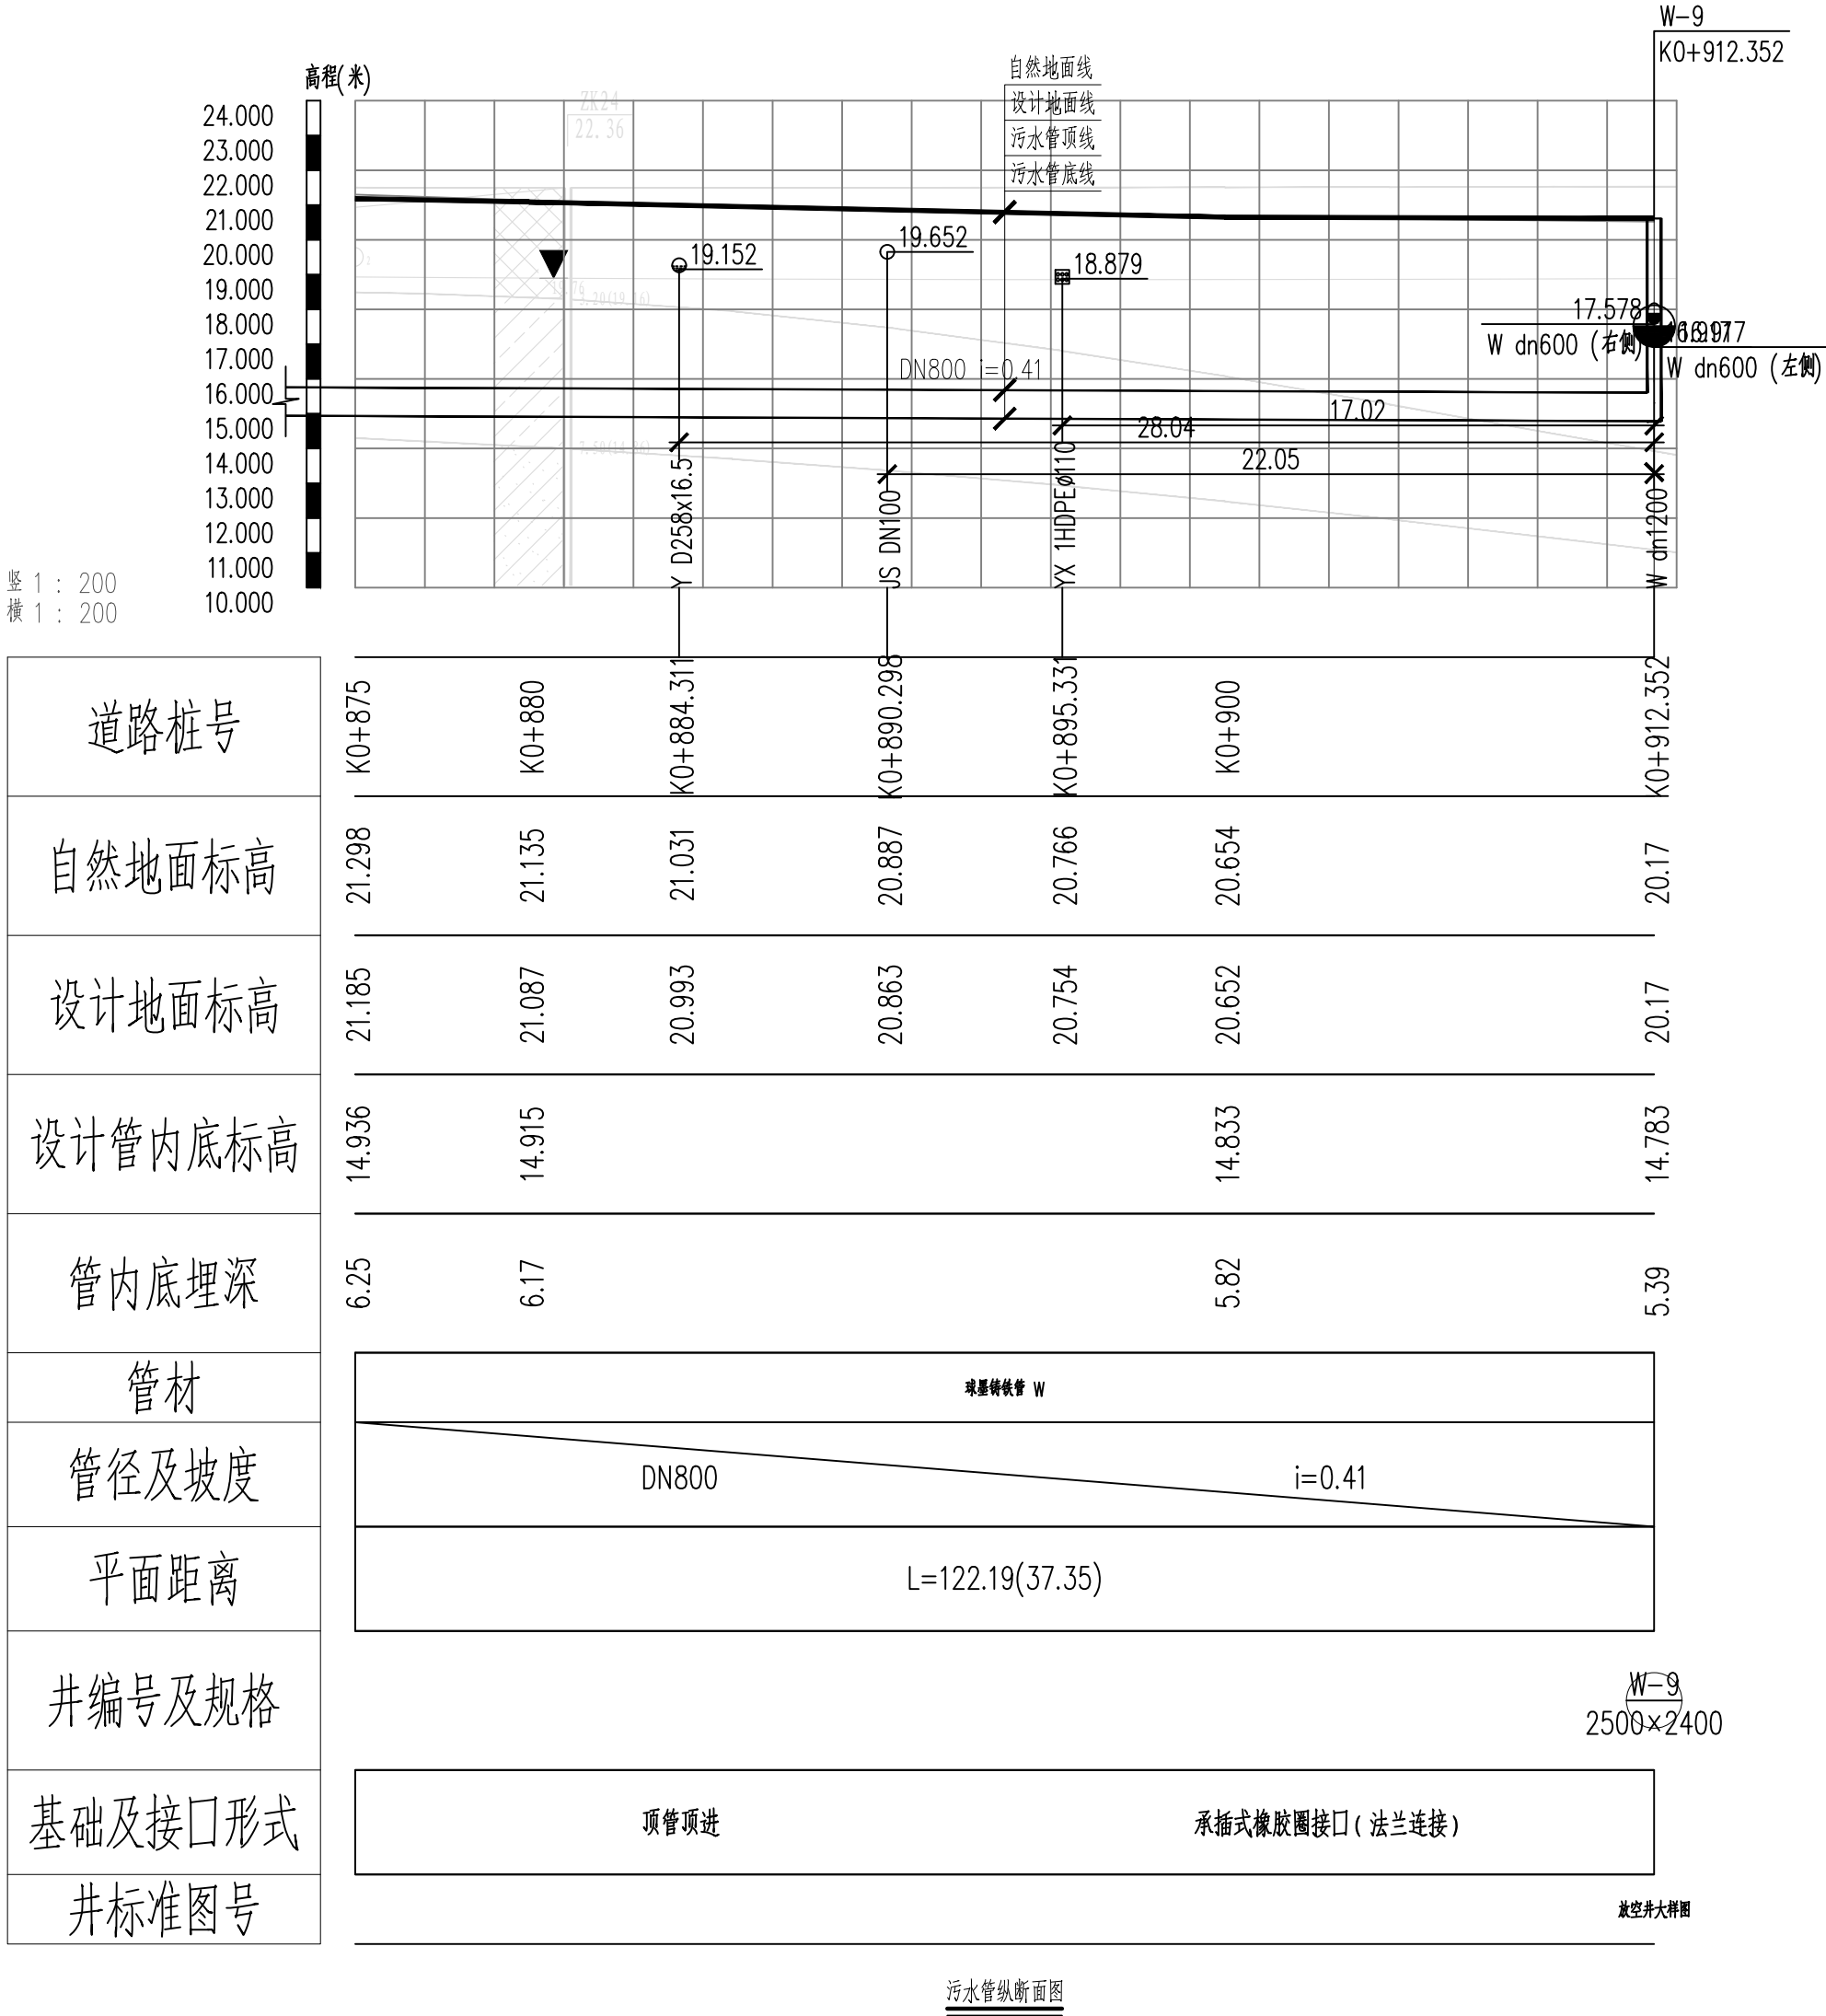 W-9
K0+912.352
高程(米)
自然地面线
设计地面线
污水管顶线
污水管底线
ZK24
22.36
24.000
23.000
22.000
21.000
20.000
19.000
18.000
17.000
16.000
15.000
14.000
13.000
12.000
11.000
10.000
竖 1 : 200
横 1 : 200
19.152
19.652
18.879
17.578
W dn600 (右侧)
W dn600 (左侧)
DN800 i=0.41
17.02
28.04
22.05
Y D258x16.5
JS DN100
YX 1HDPEø110
W dn1200
道路桩号
K0+875
K0+880
K0+884.311
K0+890.298
K0+895.331
K0+900
K0+912.352
自然地面标高
21.298
21.135
21.031
20.887
20.766
20.654
20.17
设计地面标高
21.185
21.087
20.993
20.863
20.754
20.652
20.17
设计管内底标高
14.936
14.915
14.833
14.783
管内底埋深
6.25
6.17
5.82
5.39
管材
球墨铸铁管 W
管径及坡度
DN800
i=0.41
平面距离
L=122.19(37.35)
井编号及规格
W-9
2500×2400
基础及接口形式
顶管顶进
承插式橡胶圈接口(法兰连接)
井标准图号
放空井大样图
污水管纵断面图